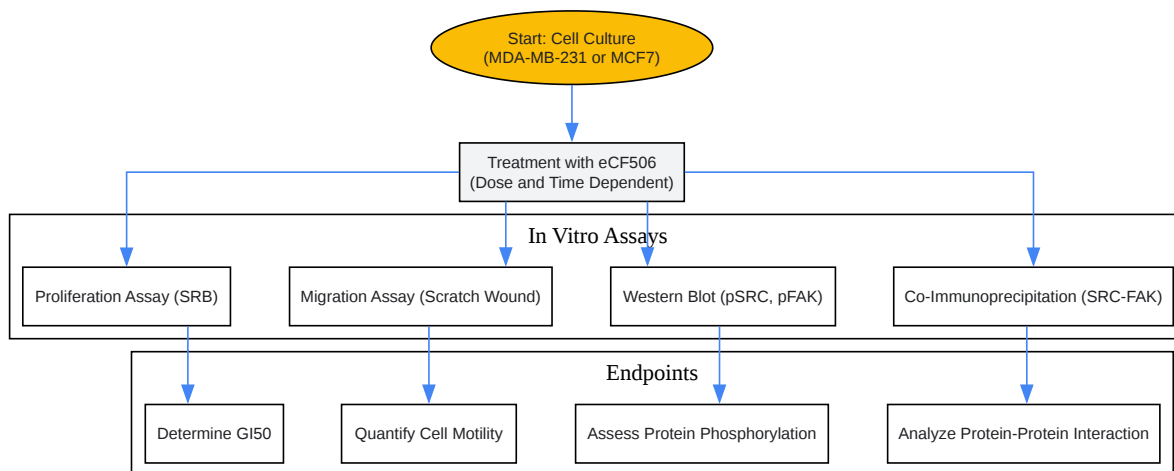 Start: Cell Culture
(MDA-MB-231 or MCF7)
Treatment with eCF506
(Dose and Time Dependent)
In Vitro Assays
Proliferation Assay (SRB)
Migration Assay (Scratch Wound)
Western Blot (pSRC, pFAK)
Co-Immunoprecipitation (SRC-FAK)
Endpoints
Determine GI50
Quantify Cell Motility
Assess Protein Phosphorylation
Analyze Protein-Protein Interaction